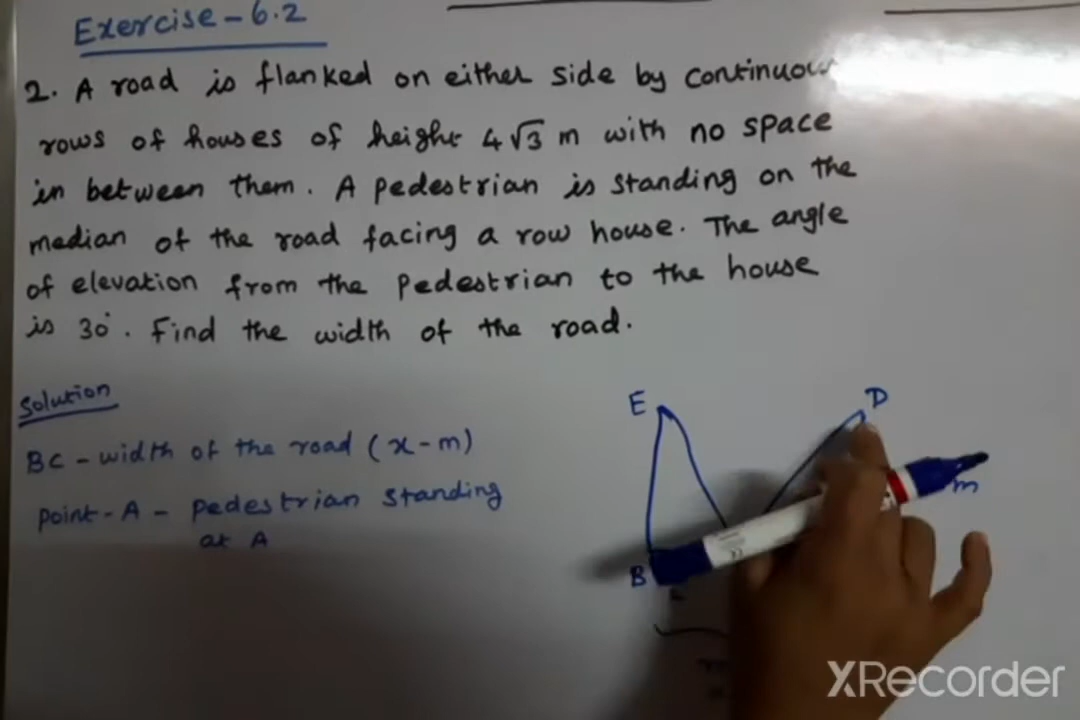 Exercise-6.2
2. A road is flanked on either side by continuous
rows of houses of height 4√3 m with no space
in between them. A pedestrian is standing on the
median of the road facing a row house. The angle
of elevation from the pedestrian to the house
is 30°. Find the width of the road.
Solution
BC - width of the road (x-m)
Point-A - pedestrian standing
at A
E
D
m
B
XRecorder